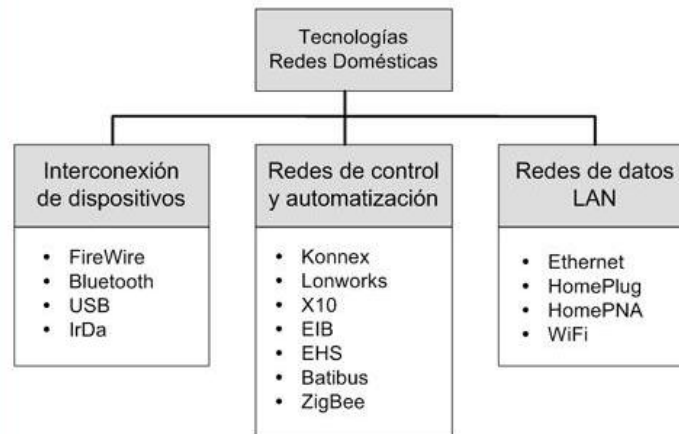 Tecnologías
Redes Domésticas
Interconexión
de dispositivos
• FireWire
• Bluetooth
• USB
• IrDa
Redes de control
y automatización
• Konnex
• Lonworks
• X10
• EIB
• EHS
• Batibus
• ZigBee
Redes de datos
LAN
• Ethernet
• HomePlug
• HomePNA
• WiFi